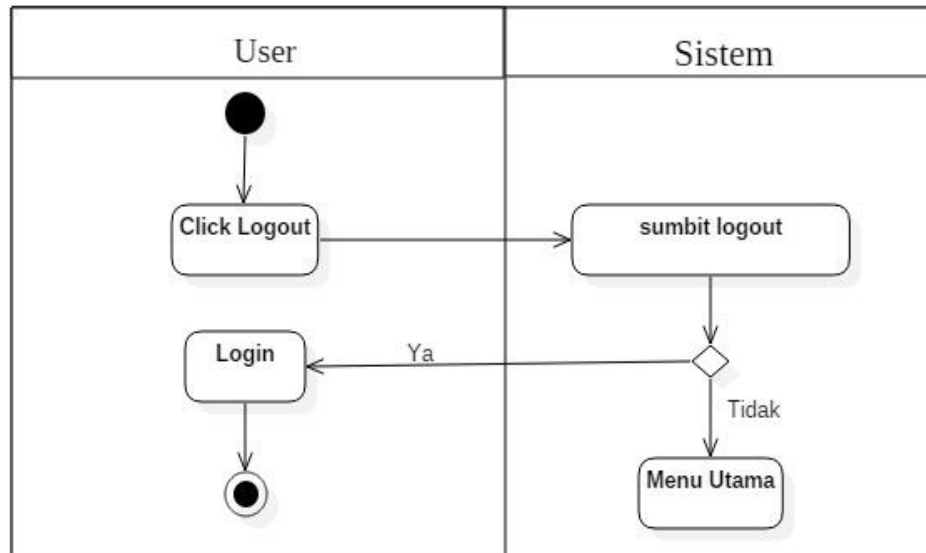 User
Sistem
Click Logout
sumbit logout
Login
Ya
Tidak
Menu Utama